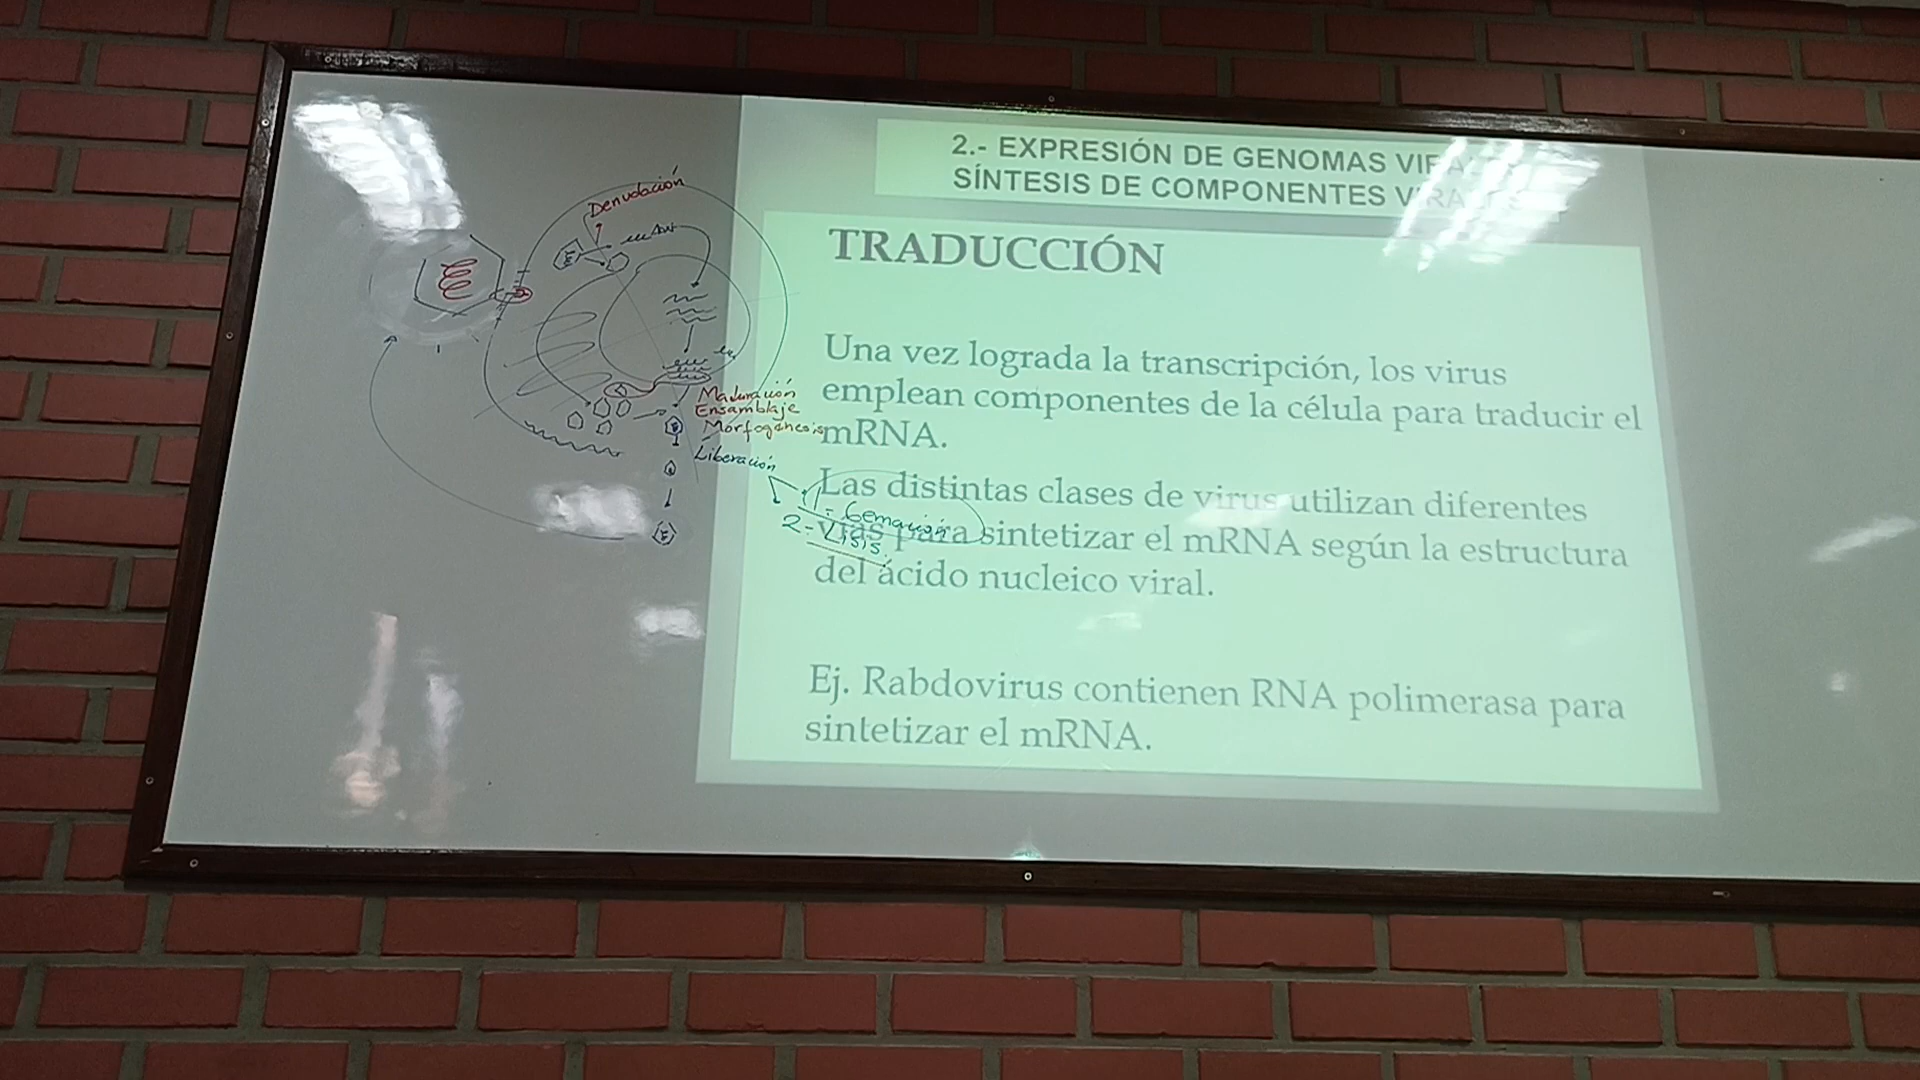 2.- EXPRESIÓN DE GENOMAS
SÍNTESIS DE COMPONENTES
TRADUCCIÓN
Una vez lograda la transcripción, los virus
emplean componentes de la célula para traducir el
mRNA.
Las distintas clases de virus utilizan diferentes
vías para sintetizar el mRNA según la estructura
del ácido nucleico viral.
Ej. Rabdovirus contienen RNA polimerasa para
sintetizar el mRNA.
Denudación
Maduración
Ensamblaje
Morfogénesis
Liberación
1- Gemación
2- Lisis